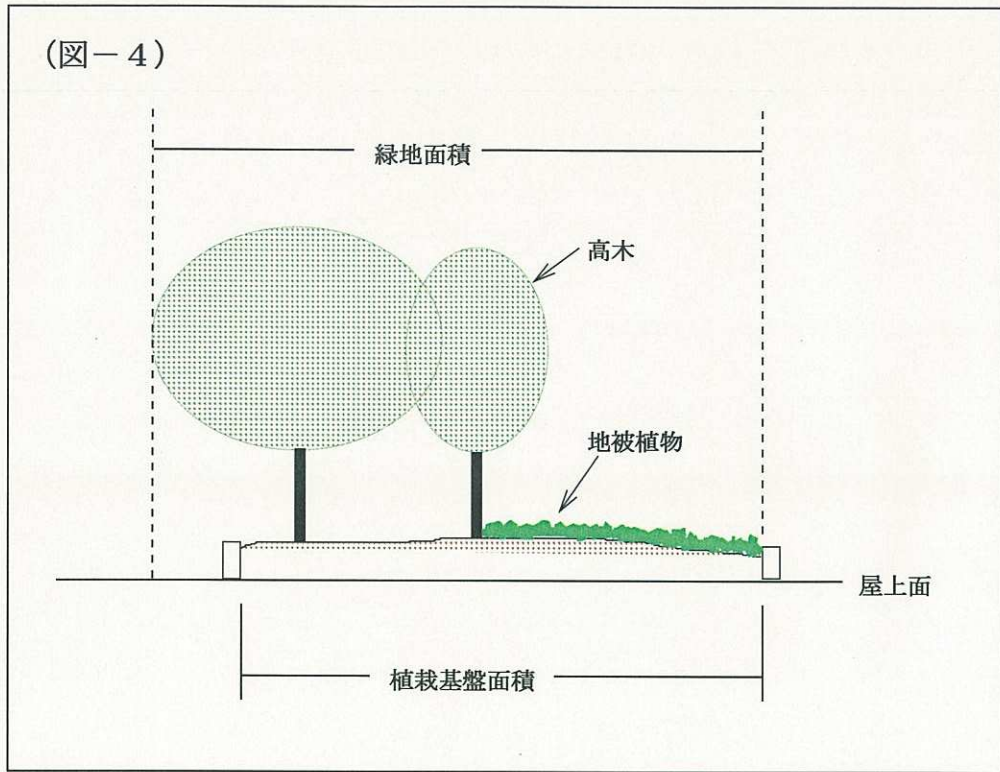 (図－４)
緑地面積
高木
地被植物
屋上面
植栽基盤面積